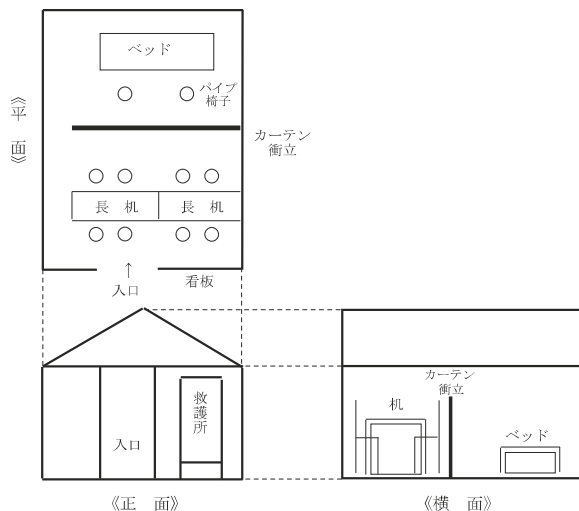 ベッド
パイプ
椅子
《平　面》
カーテン
衝立
長　机
長　机
↑
入口
看板
救護所
入口
カーテン
衝立
机
ベッド
《正　面》
《横　面》